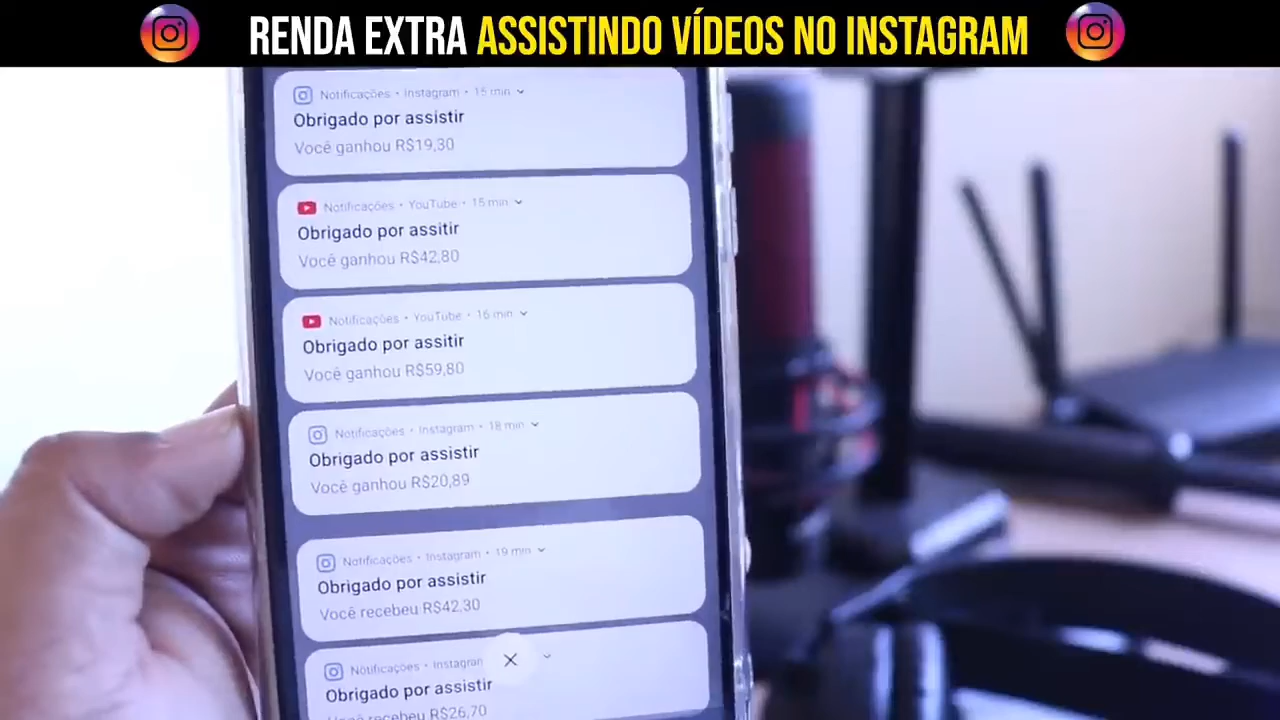 RENDA EXTRA ASSISTINDO VÍDEOS NO INSTAGRAM
Notificações • Instagram • 15 min
Obrigado por assistir
Você ganhou R$19,30
Notificações • YouTube • 15 min
Obrigado por assitir
Você ganhou R$42,80
Notificações • YouTube • 16 min
Obrigado por assitir
Você ganhou R$59,80
Notificações • Instagram • 18 min
Obrigado por assistir
Você ganhou R$20,89
Notificações • Instagram • 19 min
Obrigado por assistir
Você recebeu R$42,30
Notificações • Instagran
Obrigado por assistir
Você recebeu R$26,70